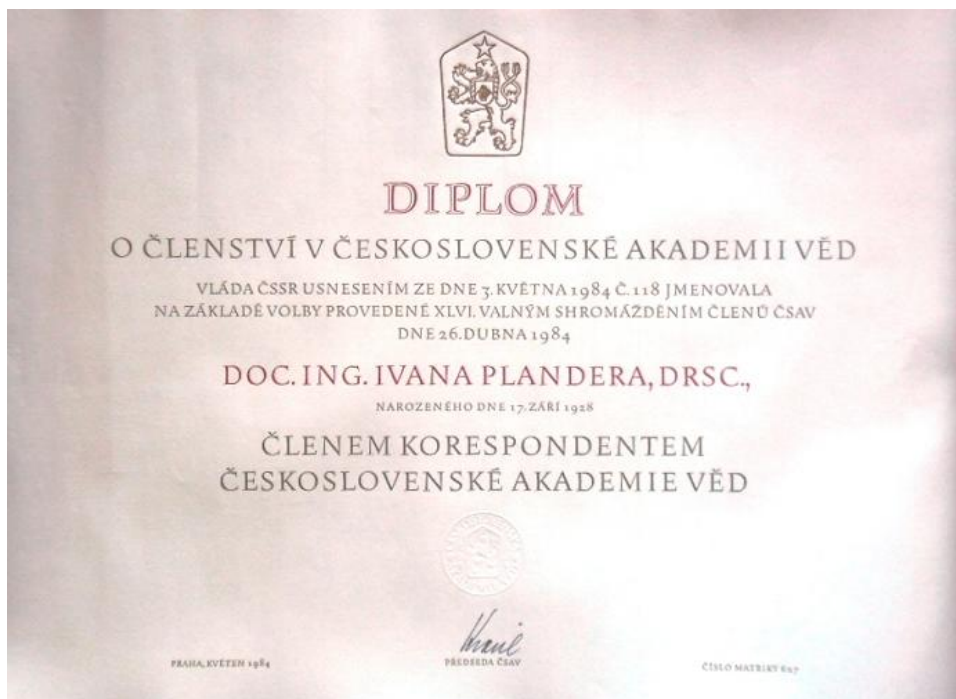 DIPLOM
O ČLENSTVÍ V ČESKOSLOVENSKÉ AKADEMII VĚD
VLÁDA ČSSR USNESENÍM ZE DNE 3. KVĚTNA 1984 Č. 118 JMENOVALA
NA ZÁKLADĚ VOLBY PROVEDENÉ XLVI. VALNÝM SHROMÁŽDĚNÍM ČLENŮ ČSAV
DNE 26. DUBNA 1984
DOC. ING. IVANA PLANDERA, DRSC.,
NAROZENÉHO DNE 17. ZÁŘÍ 1928
ČLENEM KORESPONDENTEM
ČESKOSLOVENSKÉ AKADEMIE VĚD
PRAHA, KVĚTEN 1984
PŘEDSEDA ČSAV
ČÍSLO MATRIKY